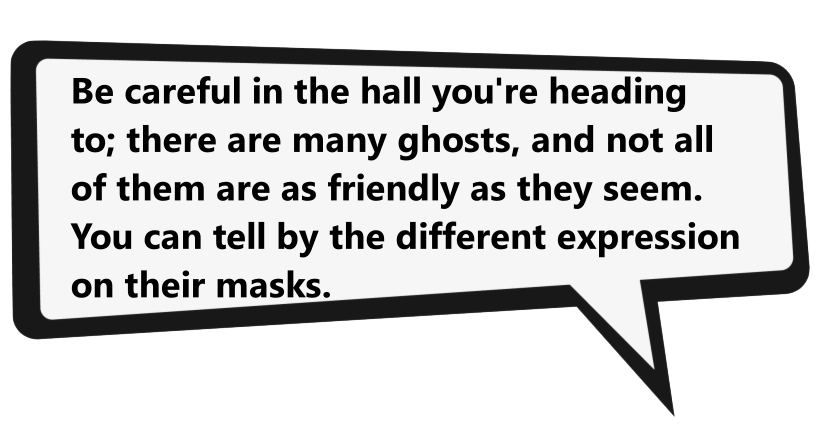 Be careful in the hall you're heading
to; there are many ghosts, and not all
of them are as friendly as they seem.
You can tell by the different expression
on their masks.